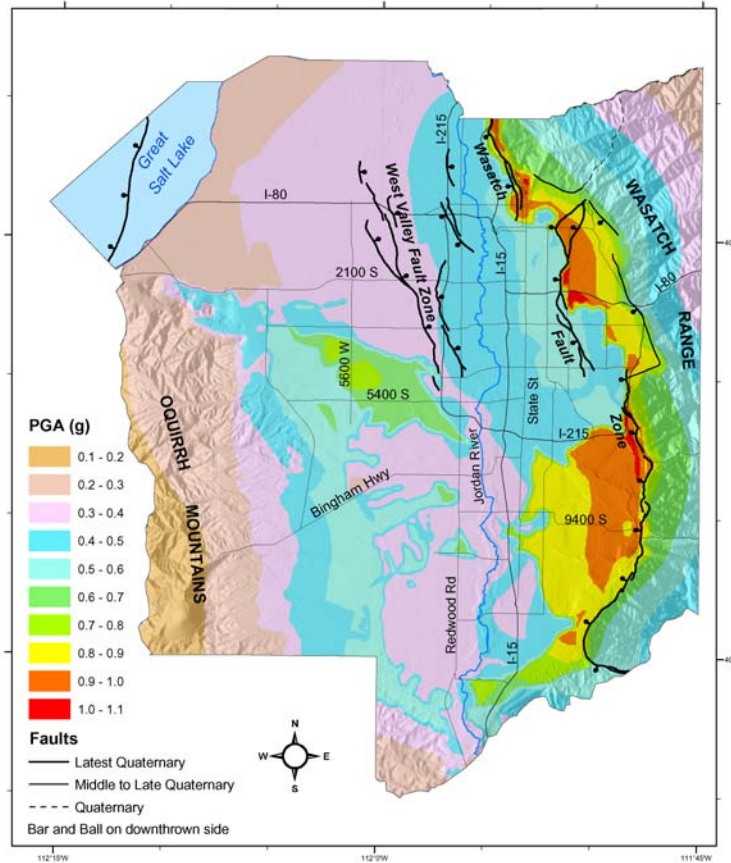 Great
Salt Lake
I-80
2100 S
West Valley Fault Zone
I-215
Wasatch
I-15
WASATCH
RANGE
I-80
Fault
Zone
5600 W
5400 S
State St
I-215
Jordan River
Bingham Hwy
9400 S
Redwood Rd
I-15
OQUIRRH
MOUNTAINS
PGA (g)
0.1 - 0.2
0.2 - 0.3
0.3 - 0.4
0.4 - 0.5
0.5 - 0.6
0.6 - 0.7
0.7 - 0.8
0.8 - 0.9
0.9 - 1.0
1.0 - 1.1
Faults
Latest Quaternary
Middle to Late Quaternary
Quaternary
Bar and Ball on downthrown side
N
W E
S
40
40
112°15'W
112°0'W
111°45'W